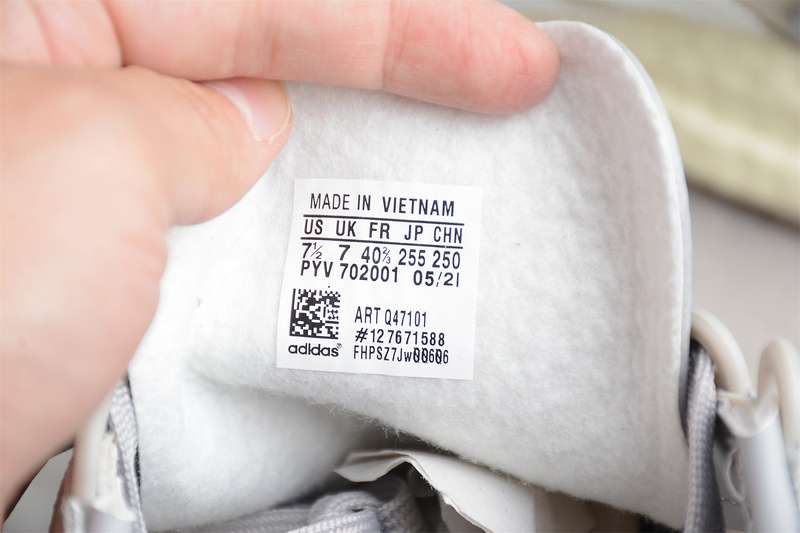 MADE IN VIETNAM
US UK FR JP CHN
7½ 7 40⅔ 255 250
PYV 702001 05/21
ART Q47101
#127671588
adidas® FHPSZ7Jw00606